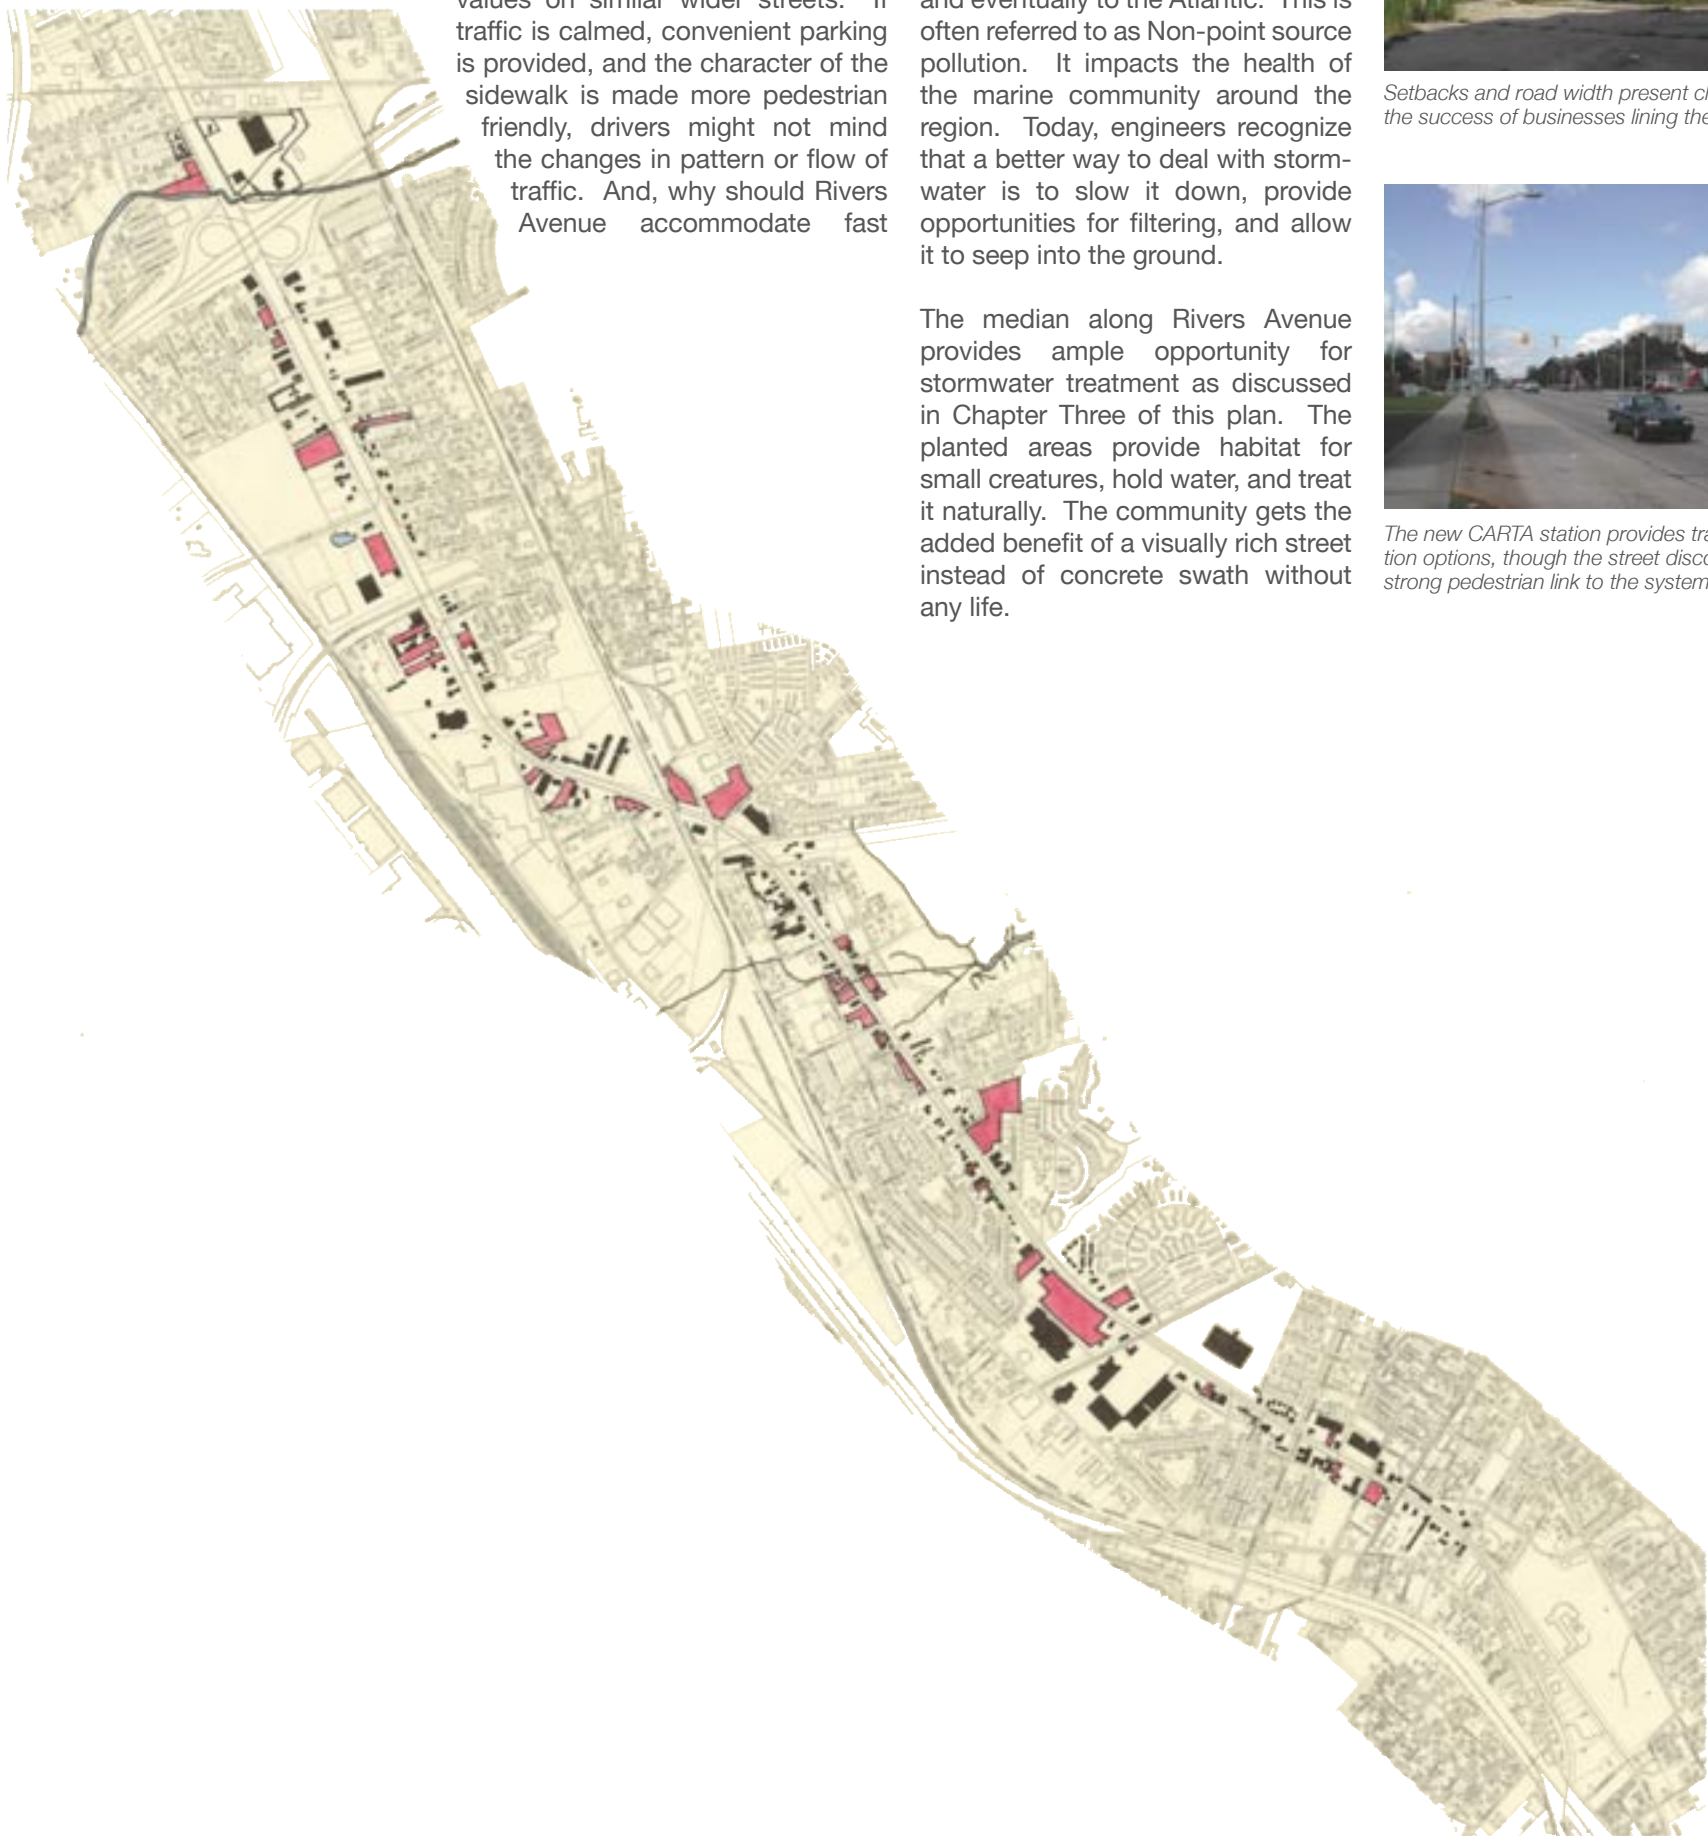 values on similar wider streets. If
traffic is calmed, convenient parking
is provided, and the character of the
sidewalk is made more pedestrian
friendly, drivers might not mind
the changes in pattern or flow of
traffic. And, why should Rivers
Avenue accommodate fast
and eventually to the Atlantic. This is
often referred to as Non-point source
pollution. It impacts the health of
the marine community around the
region. Today, engineers recognize
that a better way to deal with storm-
water is to slow it down, provide
opportunities for filtering, and allow
it to seep into the ground.
The median along Rivers Avenue
provides ample opportunity for
stormwater treatment as discussed
in Chapter Three of this plan. The
planted areas provide habitat for
small creatures, hold water, and treat
it naturally. The community gets the
added benefit of a visually rich street
instead of concrete swath without
any life.
Setbacks and road width present
the success of businesses lining
The new CARTA station provides
tion options, though the street
strong pedestrian link to the system